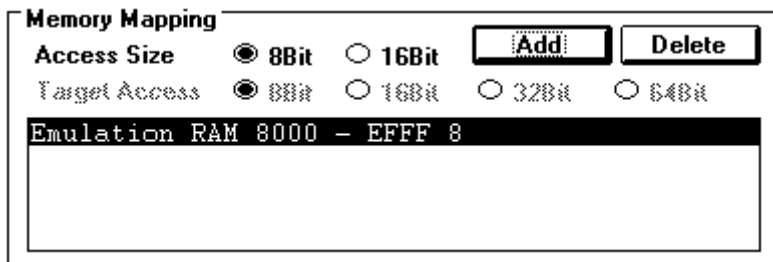 Memory Mapping
Access Size 8Bit 16Bit Add Delete
Target Access 8Bit 16Bit 32Bit 64Bit
Emulation RAM 8000 - EFFF 8